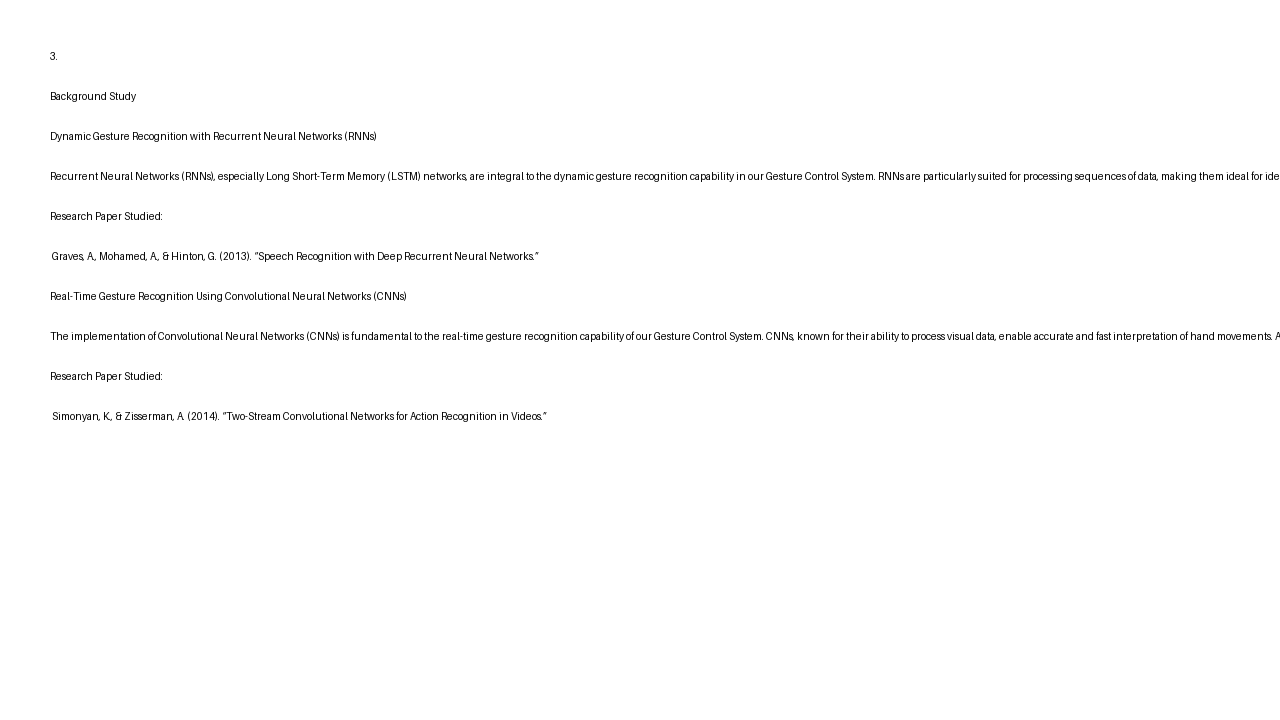 3.
Background Study
Dynamic Gesture Recognition with Recurrent Neural Networks (RNNs)
Recurrent Neural Networks (RNNs), especially Long Short-Term Memory (LSTM) networks, are integral to the dynamic gesture recognition capability in our Gesture Control System. RNNs are particularly suited for processing sequences of data, making them ideal for ide
Research Paper Studied:
Graves, A., Mohamed, A., & Hinton, G. (2013). "Speech Recognition with Deep Recurrent Neural Networks."
Real-Time Gesture Recognition Using Convolutional Neural Networks (CNNs)
The implementation of Convolutional Neural Networks (CNNs) is fundamental to the real-time gesture recognition capability of our Gesture Control System. CNNs, known for their ability to process visual data, enable accurate and fast interpretation of hand movements. A
Research Paper Studied:
Simonyan, K., & Zisserman, A. (2014). "Two-Stream Convolutional Networks for Action Recognition in Videos."